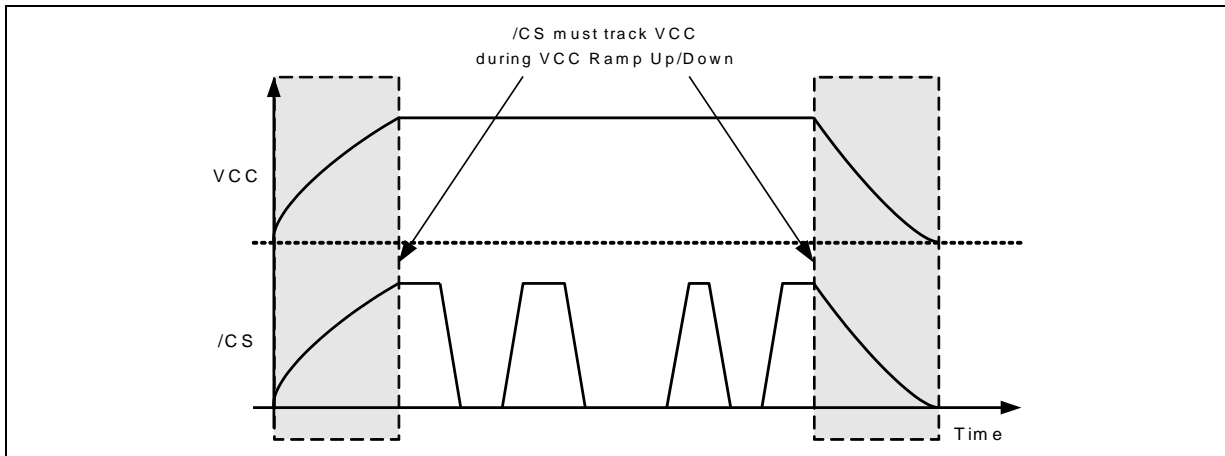 /CS must track VCC
during VCC Ramp Up/Down
VCC
/CS
Time